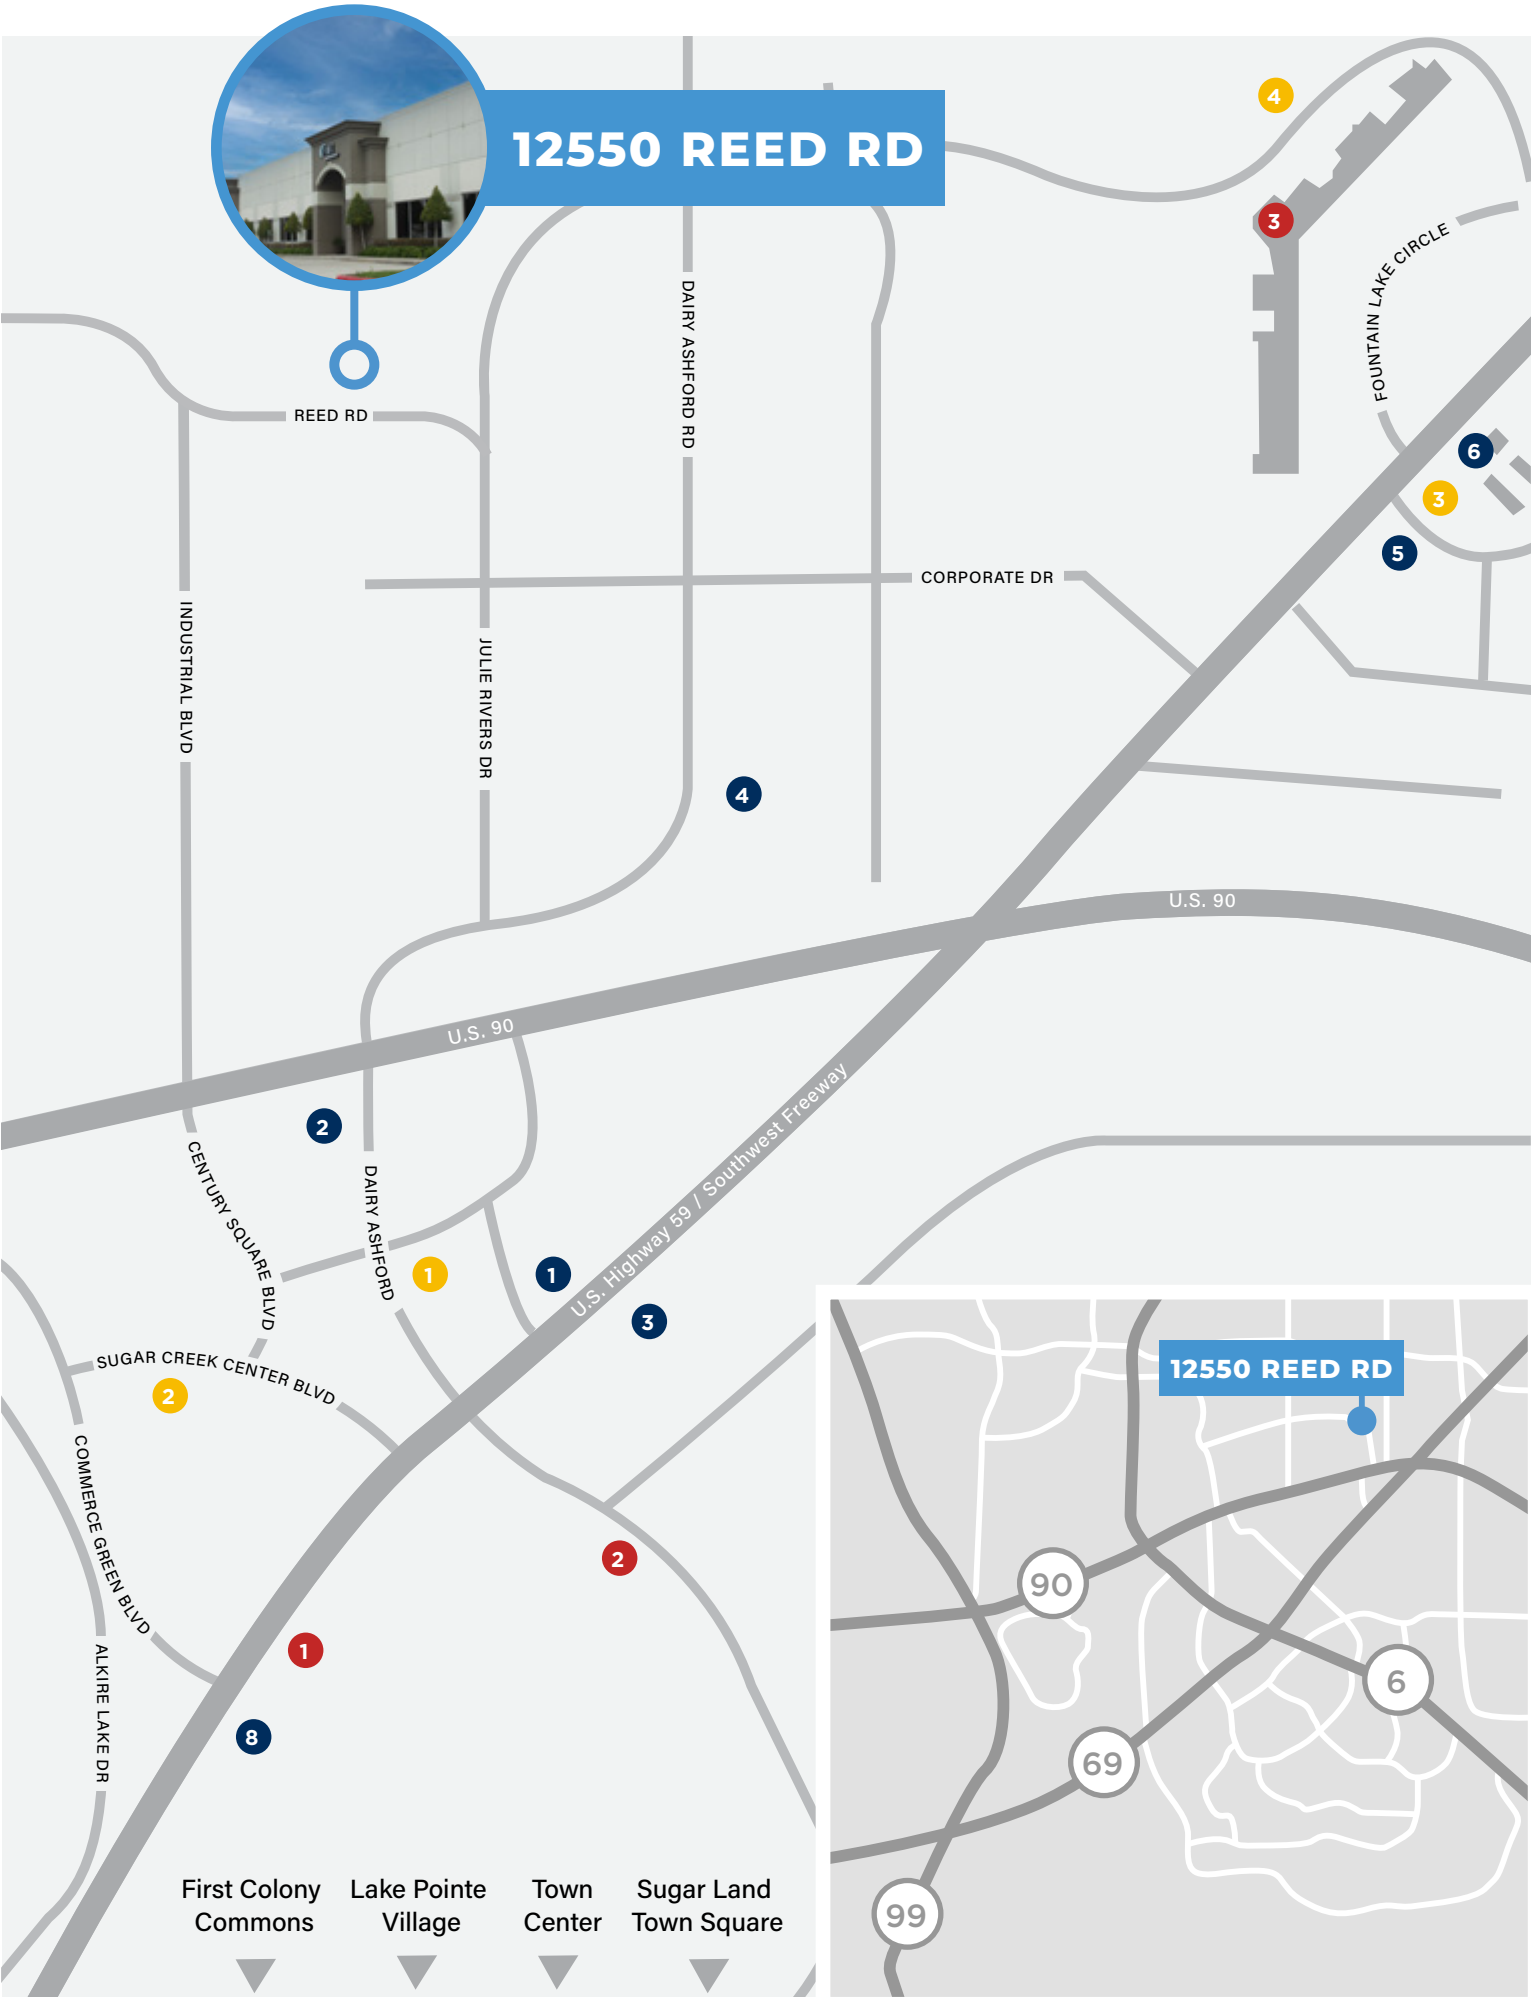 12550 REED RD
4
3
FOUNTAIN LAKE CIRCLE
DAIRY ASHFORD RD
REED RD
6
3
5
CORPORATE DR
INDUSTRIAL BLVD
JULIE RIVERS DR
4
U.S. 90
U.S. 90
U.S. Highway 59 / Southwest Freeway
2
CENTURY SQUARE BLVD
DAIRY ASHFORD
1
1
3
SUGAR CREEK CENTER BLVD
2
COMMERCE GREEN BLVD
2
1
ALKIRE LAKE DR
8
First Colony
Commons
Lake Pointe
Village
Town
Center
Sugar Land
Town Square
12550 REED RD
90
6
69
99